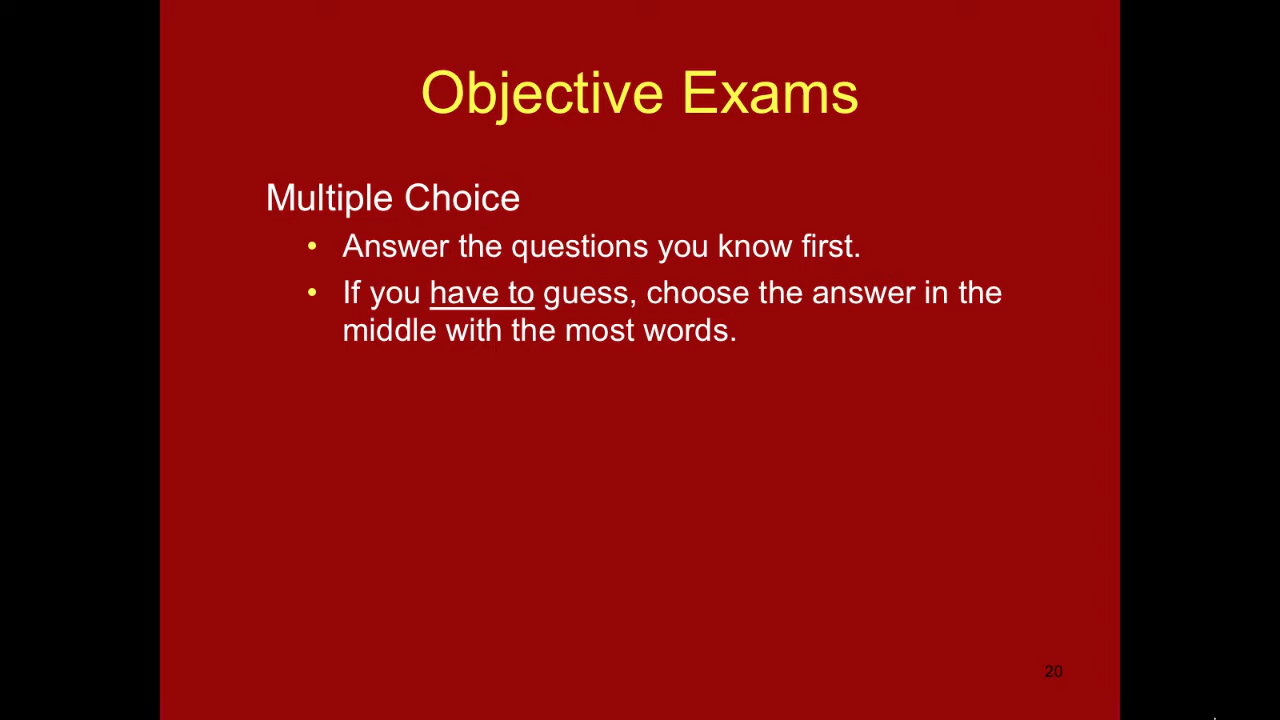 Objective Exams
Multiple Choice
• Answer the questions you know first.
• If you have to guess, choose the answer in the
middle with the most words.
20